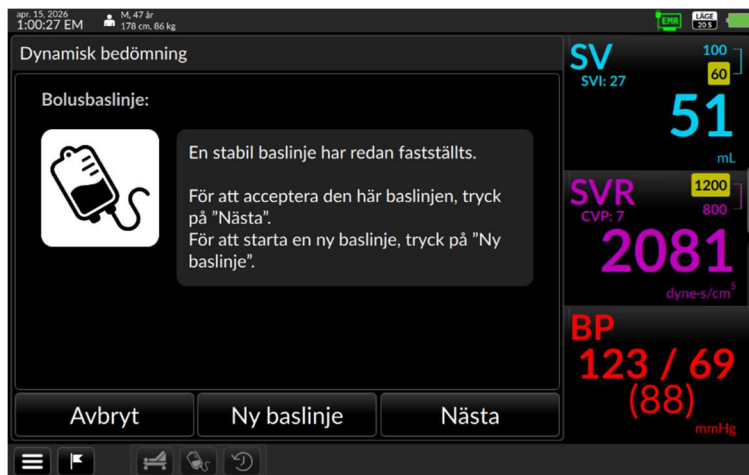 apr. 15, 2026
1:00:27 EM
M, 47 år
178 cm, 86 kg
EMR
LÄGE
20 S
Dynamisk bedömning
Bolusbaslinje:
En stabil baslinje har redan fastställts.
För att acceptera den här baslinjen, tryck
på ”Nästa”.
För att starta en ny baslinje, tryck på ”Ny
baslinje”.
Avbryt
Ny baslinje
Nästa
SV
SVI: 27
100
60
51
mL
SVR
CVP: 7
1200
800
2081
dyne-s/cm⁵
BP
123 / 69
(88)
mmHg